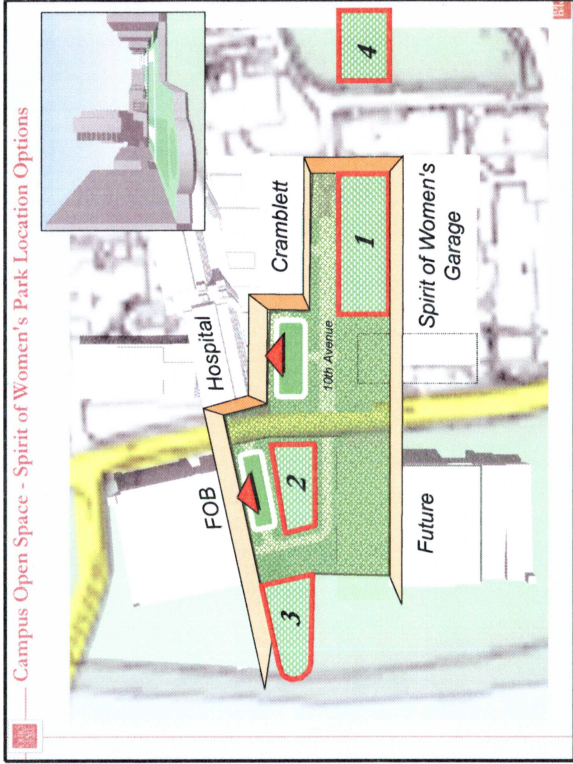 Campus Open Space - Spirit of Women's Park Location Options
FOB
Hospital
Cramblett
4
3
2
10th Avenue
1
Future
Spirit of Women's
Garage